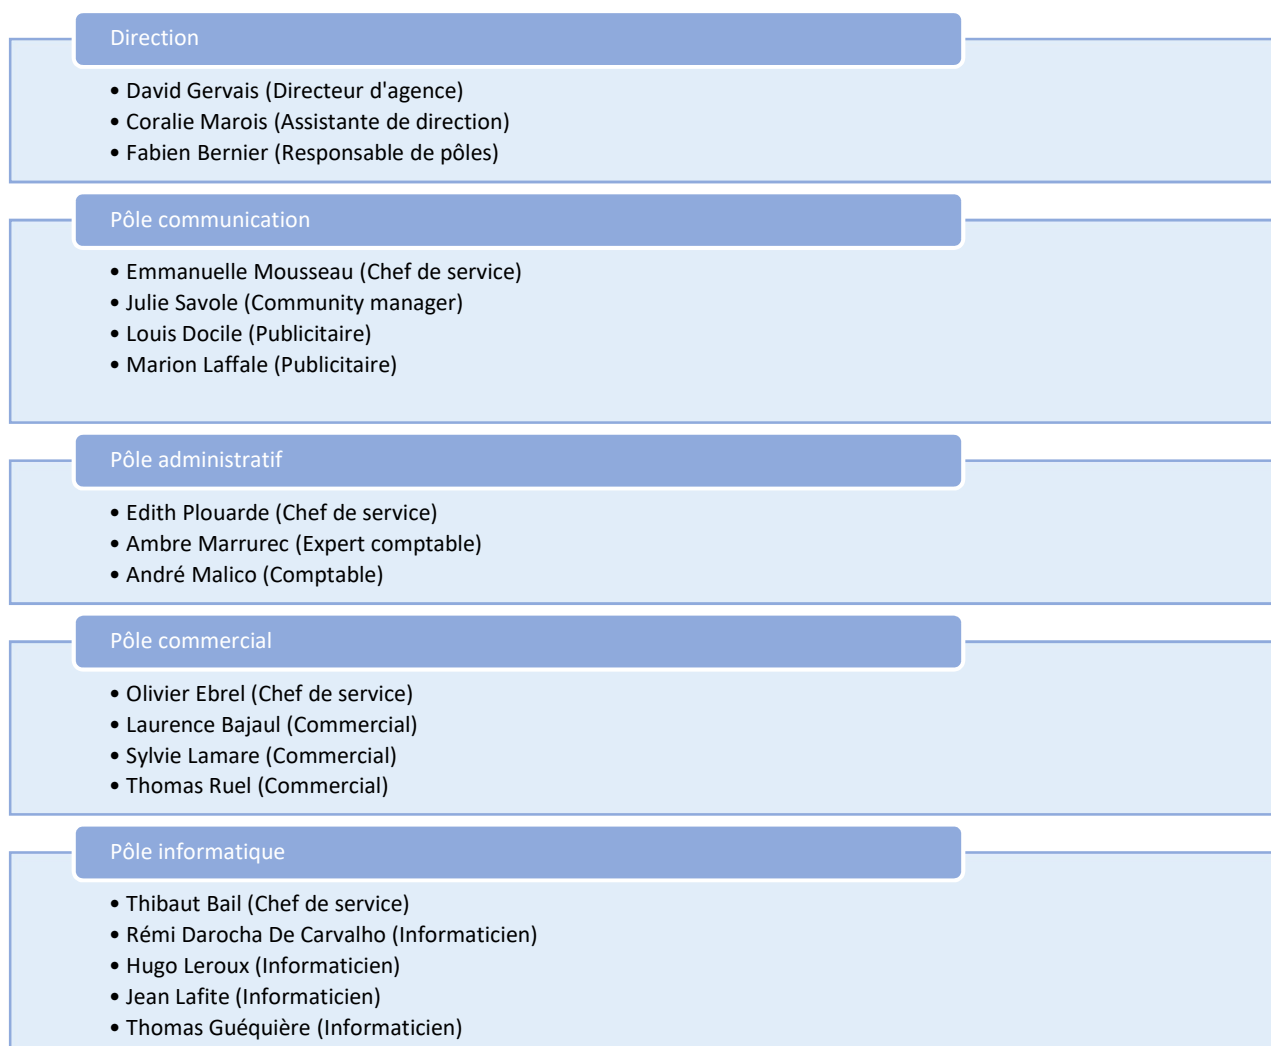 Direction
• David Gervais (Directeur d'agence)
• Coralie Marois (Assistante de direction)
• Fabien Bernier (Responsable de pôles)
Pôle communication
• Emmanuelle Mousseau (Chef de service)
• Julie Savole (Community manager)
• Louis Docile (Publicitaire)
• Marion Laffale (Publicitaire)
Pôle administratif
• Edith Plouarde (Chef de service)
• Ambre Marrurec (Expert comptable)
• André Malico (Comptable)
Pôle commercial
• Olivier Ebrel (Chef de service)
• Laurence Bajaul (Commercial)
• Sylvie Lamare (Commercial)
• Thomas Ruel (Commercial)
Pôle informatique
• Thibaut Bail (Chef de service)
• Rémi Darocha De Carvalho (Informaticien)
• Hugo Leroux (Informaticien)
• Jean Lafite (Informaticien)
• Thomas Guéquière (Informaticien)